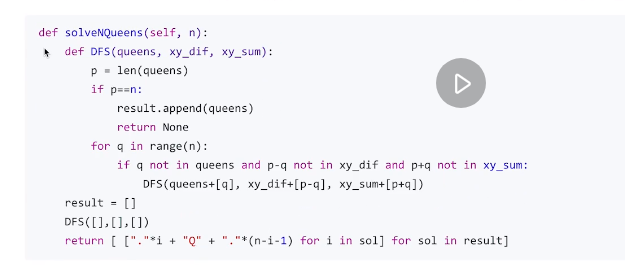 def solveNQueens(self, n):
    def DFS(queens, xy_dif, xy_sum):
        p = len(queens)
        if p==n:
            result.append(queens)
            return None
        for q in range(n):
            if q not in queens and p-q not in xy_dif and p+q not in xy_sum:
                DFS(queens+[q], xy_dif+[p-q], xy_sum+[p+q])
    result = []
    DFS([],[],[])
    return [ ["."*i + "Q" + "."*(n-i-1) for i in sol] for sol in result]